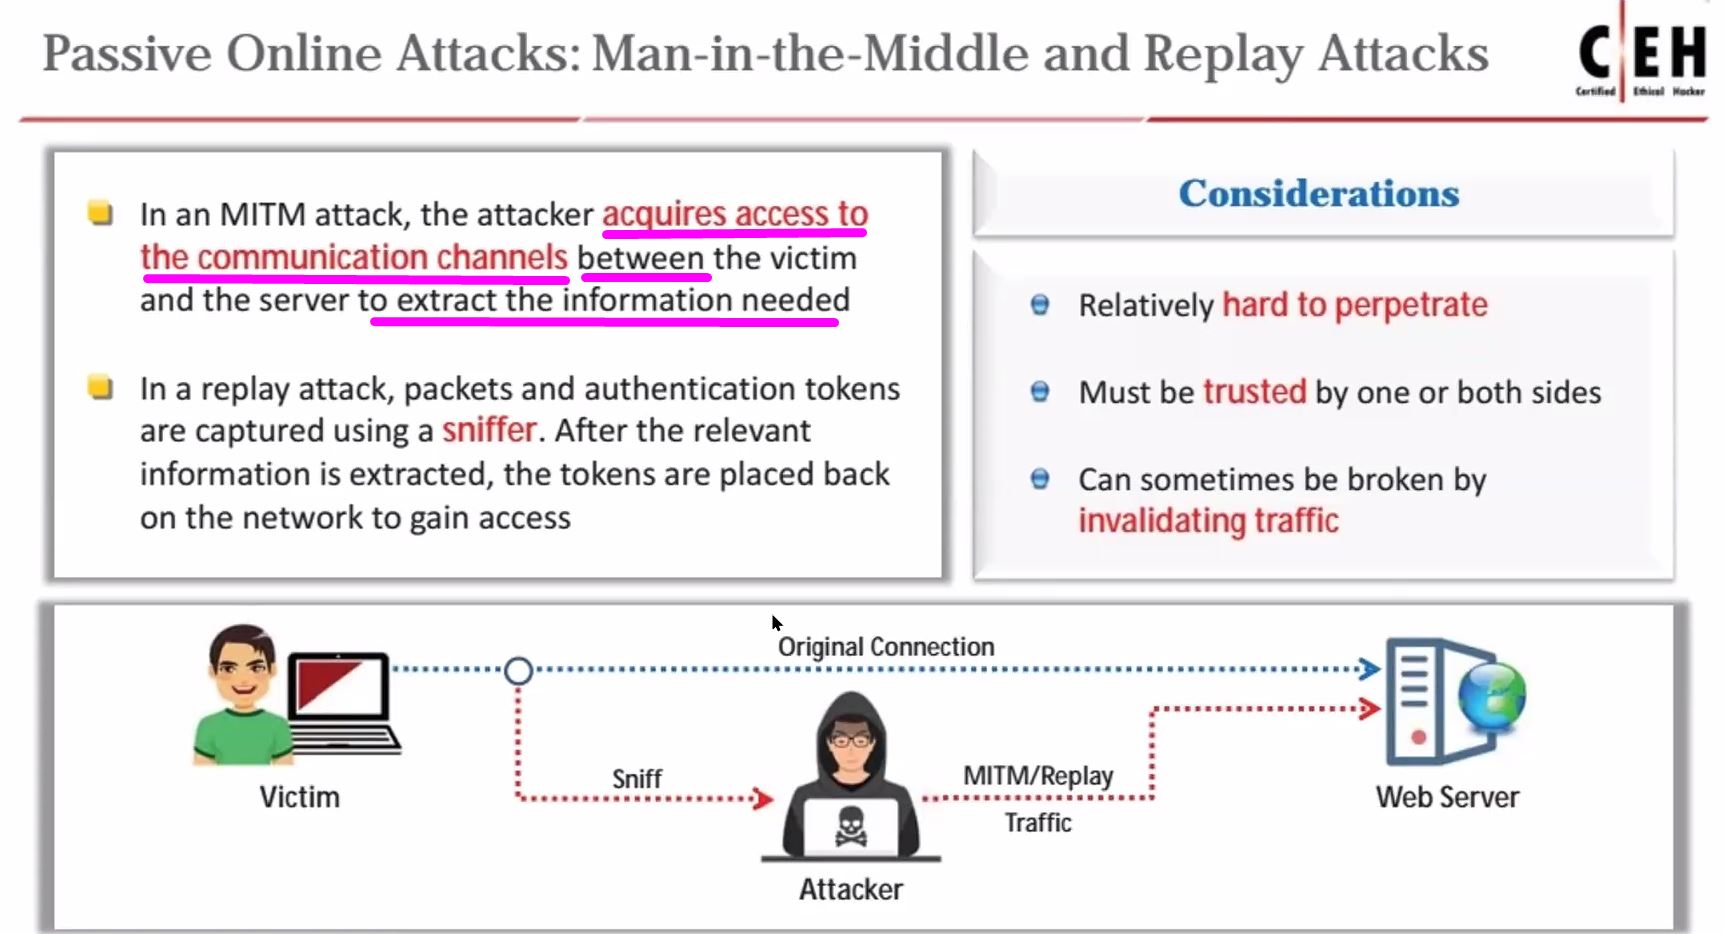 Passive Online Attacks: Man-in-the-Middle and Replay Attacks
C|EH
Certified Ethical Hacker
In an MITM attack, the attacker acquires access to
the communication channels between the victim
and the server to extract the information needed
In a replay attack, packets and authentication tokens
are captured using a sniffer. After the relevant
information is extracted, the tokens are placed back
on the network to gain access
Considerations
Relatively hard to perpetrate
Must be trusted by one or both sides
Can sometimes be broken by
invalidating traffic
Original Connection
Sniff
MITM/Replay
Traffic
Victim
Attacker
Web Server